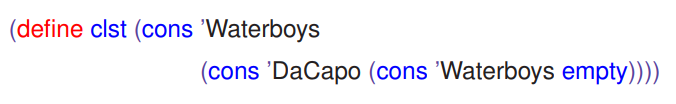 (define clst (cons ’Waterboys
(cons ’DaCapo (cons ’Waterboys empty))))